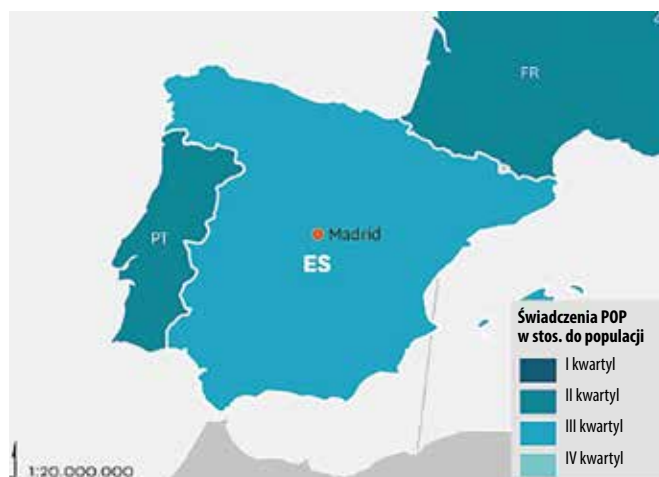 FR
PT
Madrid
ES
Świadczenia POP
w stos. do populacji
I kwartyl
II kwartyl
III kwartyl
IV kwartyl
1:20.000.000